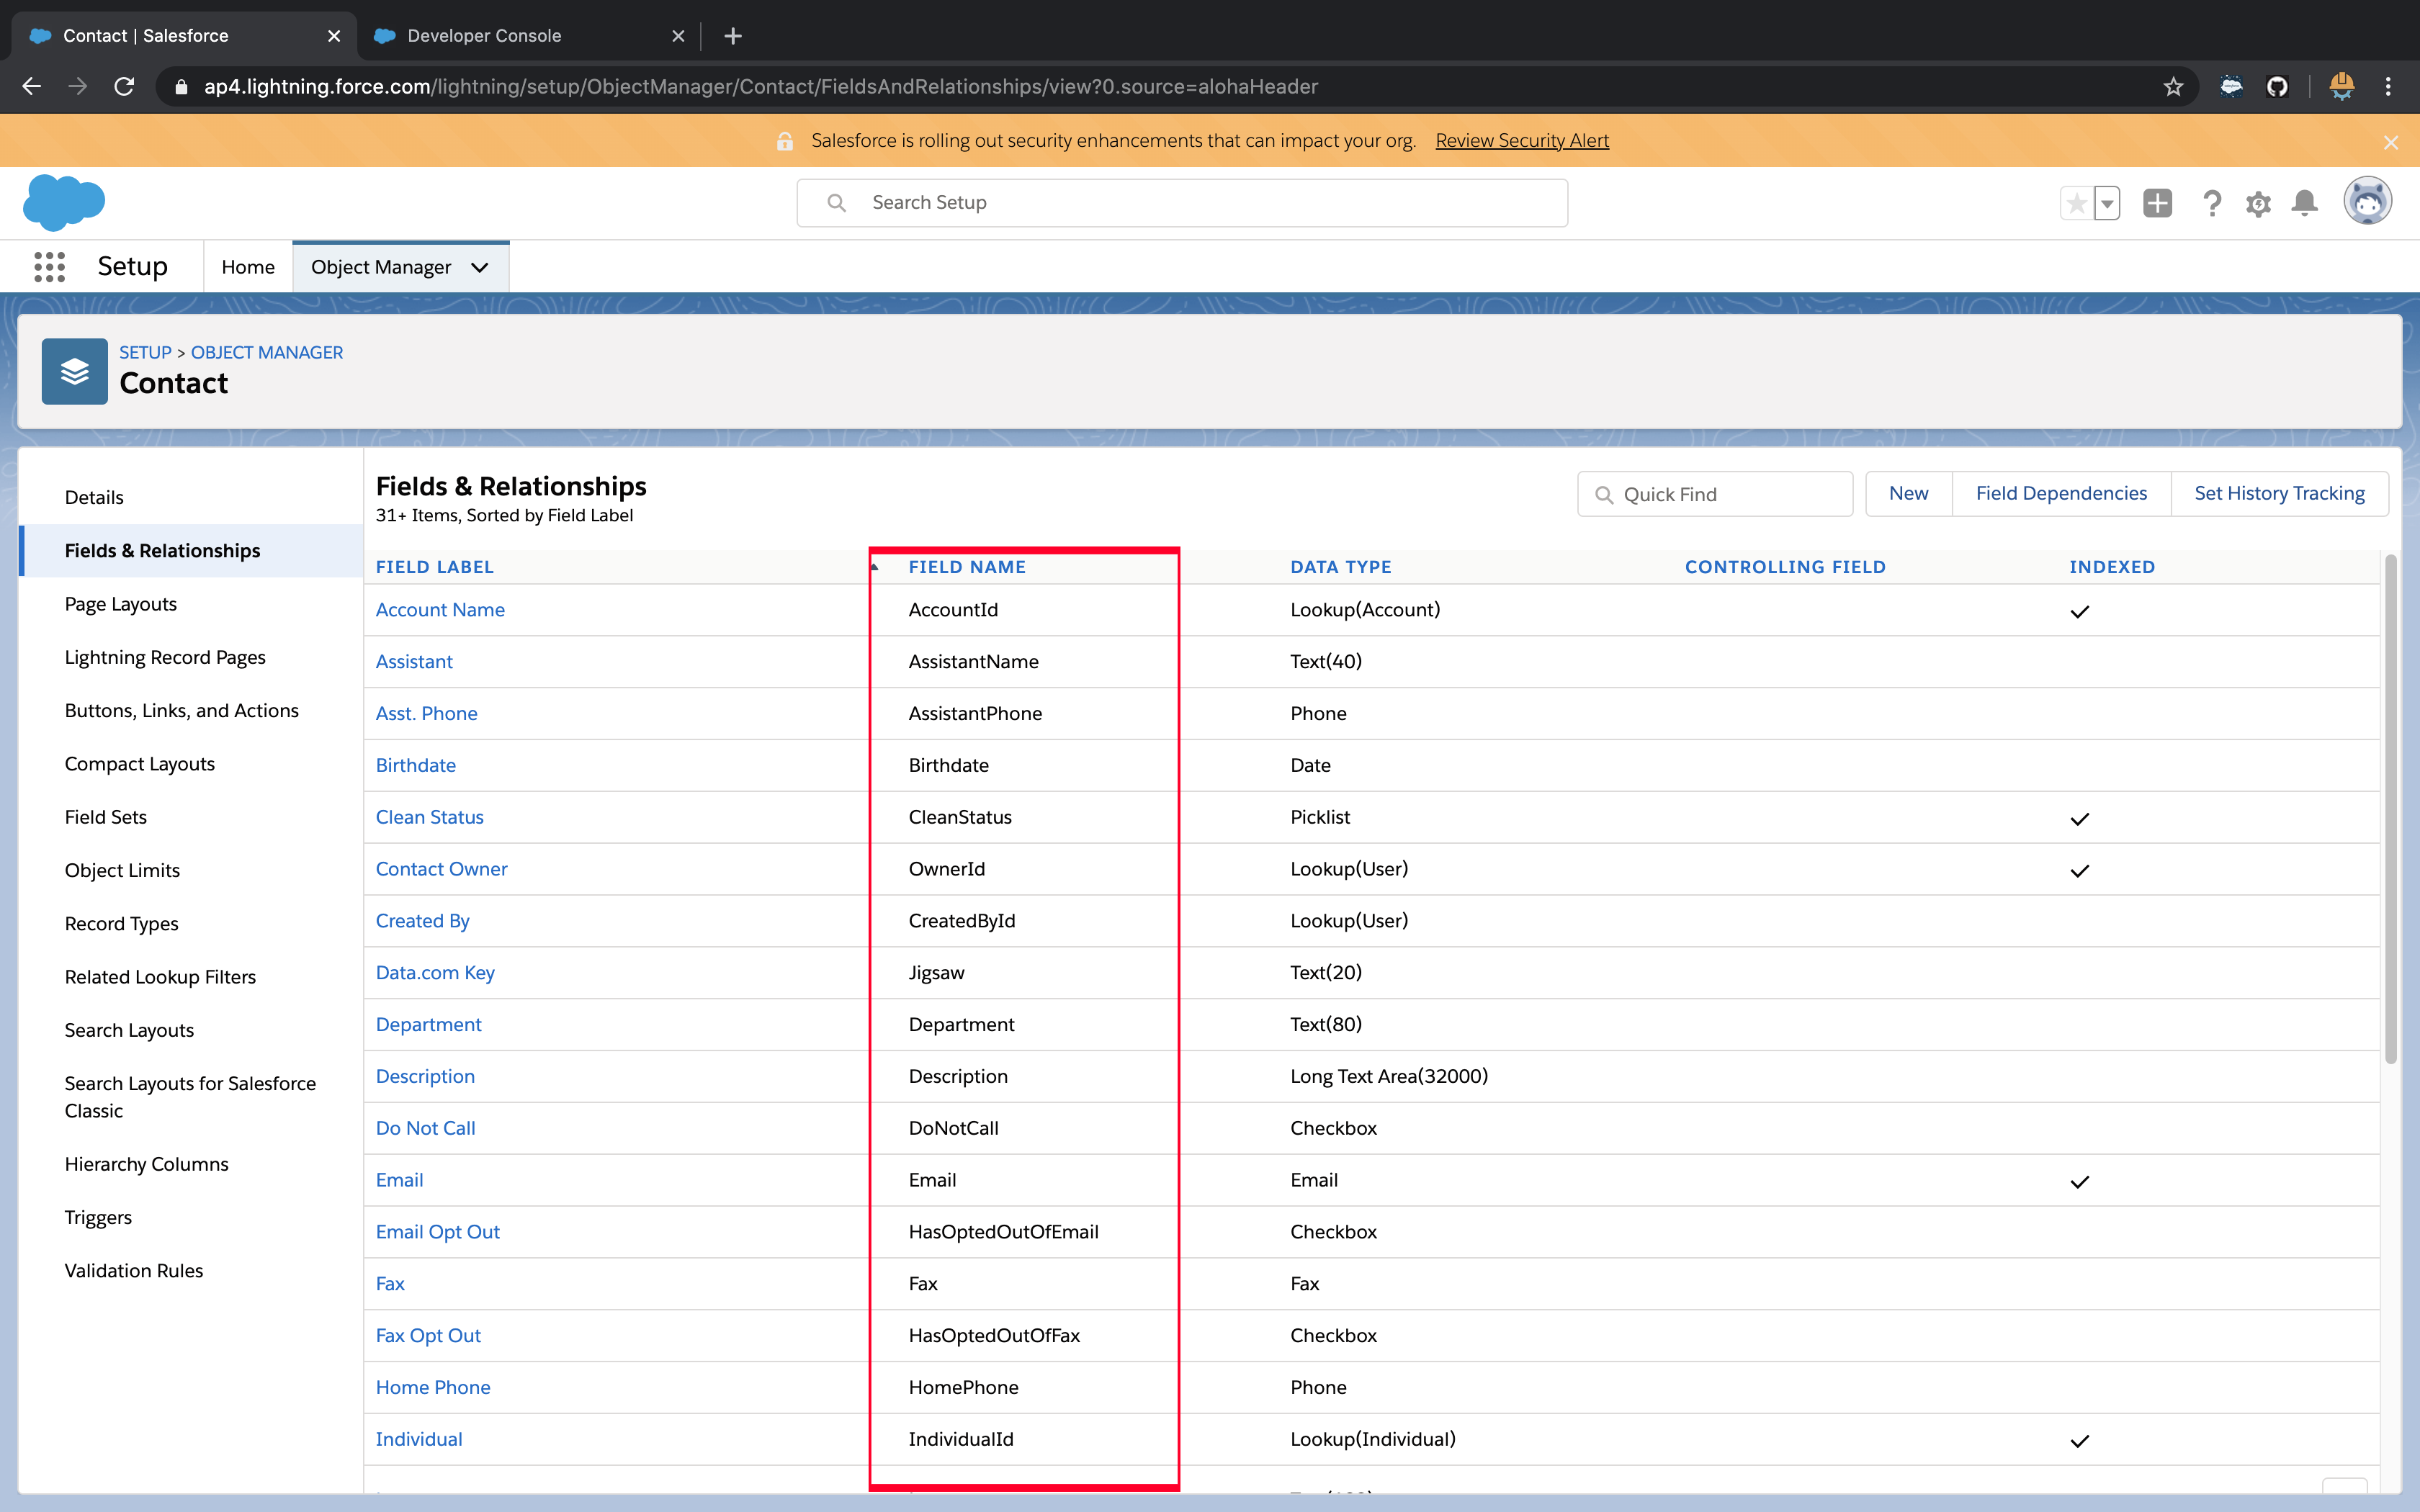 Contact | Salesforce
Developer Console
ap4.lightning.force.com/lightning/setup/ObjectManager/Contact/FieldsAndRelationships/view?0.source=alohaHeader
Salesforce is rolling out security enhancements that can impact your org. Review Security Alert
Search Setup
Setup
Home
Object Manager
SETUP > OBJECT MANAGER
Contact
Details
Fields & Relationships
Page Layouts
Lightning Record Pages
Buttons, Links, and Actions
Compact Layouts
Field Sets
Object Limits
Record Types
Related Lookup Filters
Search Layouts
Search Layouts for Salesforce
Classic
Hierarchy Columns
Triggers
Validation Rules
Fields & Relationships
31+ Items, Sorted by Field Label
Quick Find
New
Field Dependencies
Set History Tracking
FIELD LABEL FIELD NAME DATA TYPE CONTROLLING FIELD INDEXED
Account Name AccountId Lookup(Account)
Assistant AssistantName Text(40)
Asst. Phone AssistantPhone Phone
Birthdate Birthdate Date
Clean Status CleanStatus Picklist
Contact Owner OwnerId Lookup(User)
Created By CreatedById Lookup(User)
Data.com Key Jigsaw Text(20)
Department Department Text(80)
Description Description Long Text Area(32000)
Do Not Call DoNotCall Checkbox
Email Email Email
Email Opt Out HasOptedOutOfEmail Checkbox
Fax Fax Fax
Fax Opt Out HasOptedOutOfFax Checkbox
Home Phone HomePhone Phone
Individual IndividualId Lookup(Individual)